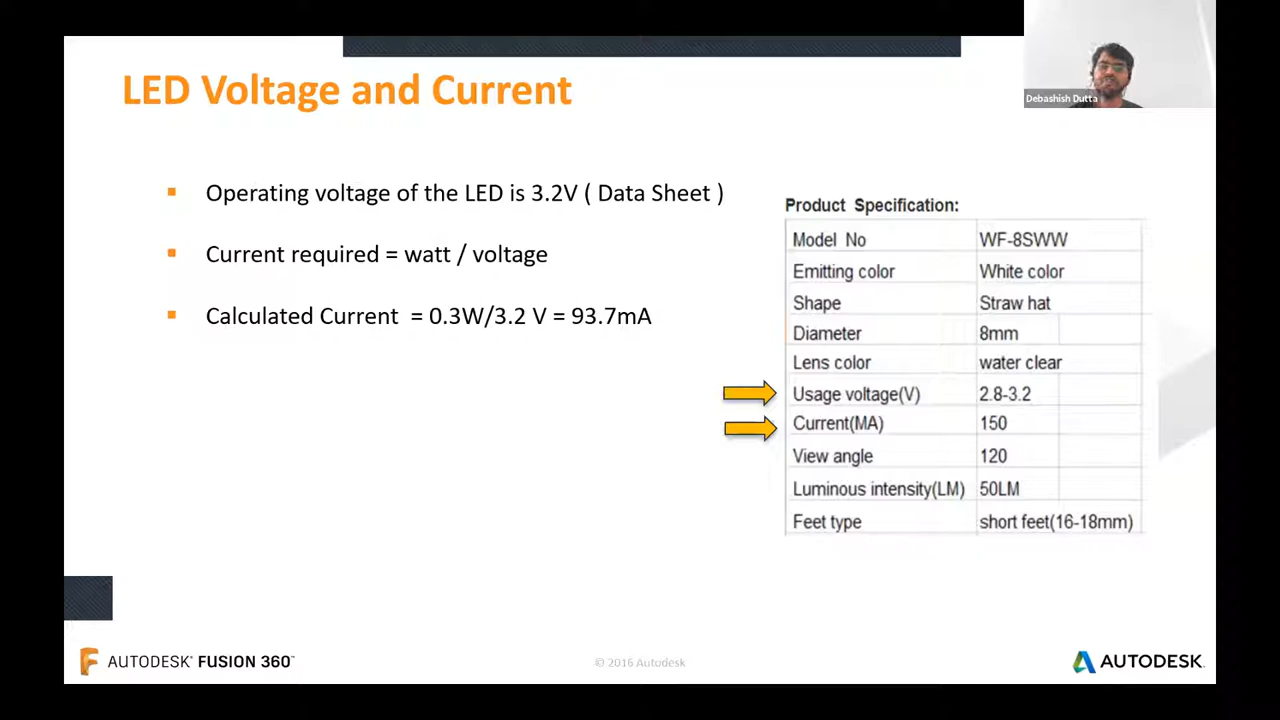 LED Voltage and Current
Debashish Dutta
Operating voltage of the LED is 3.2V ( Data Sheet )
Current required = watt / voltage
Calculated Current = 0.3W/3.2 V = 93.7mA
Product Specification:
Model No WF-8SWW
Emitting color White color
Shape Straw hat
Diameter 8mm
Lens color water clear
Usage voltage(V) 2.8-3.2
Current(MA) 150
View angle 120
Luminous intensity(LM) 50LM
Feet type short feet(16-18mm)
AUTODESK® FUSION 360™
© 2016 Autodesk
AUTODESK.